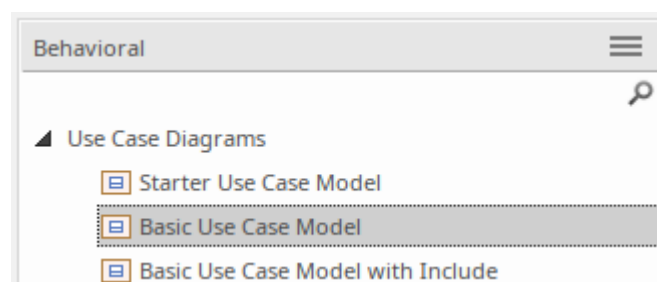 Behavioral
Use Case Diagrams
Starter Use Case Model
Basic Use Case Model
Basic Use Case Model with Include